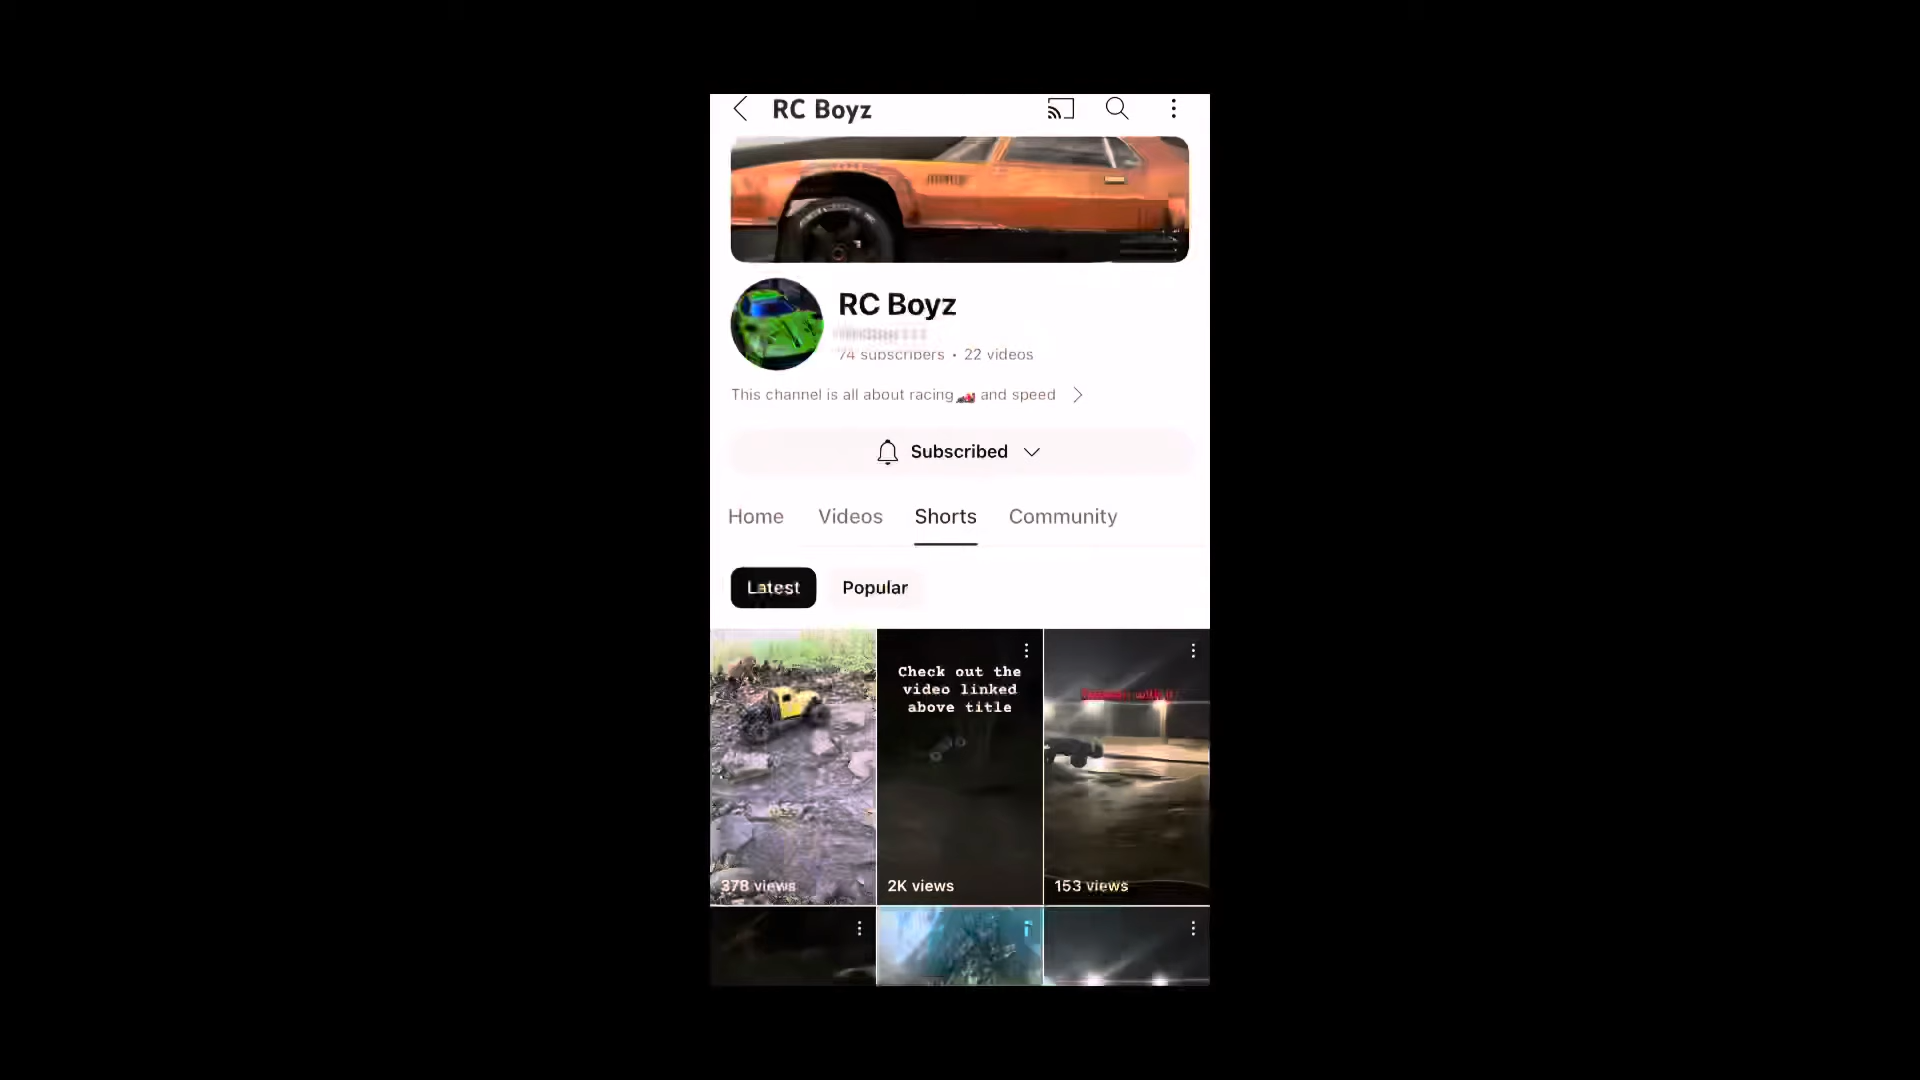 RC Boyz
RC Boyz
74 subscribers • 22 videos
This channel is all about racing🏎️ and speed
Subscribed
Home Videos Shorts Community
Latest Popular
Check out the
video linked
above title
378 views 2K views 153 views